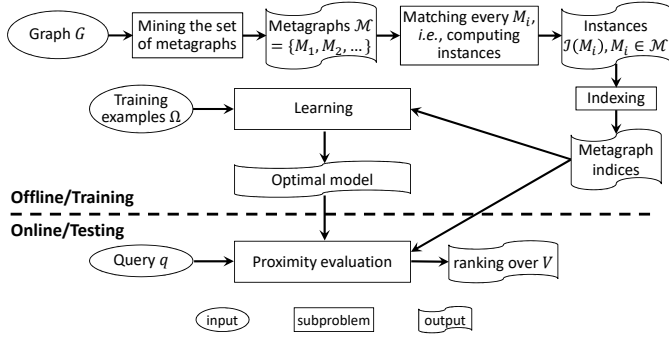 Graph G
Mining the set
of metagraphs
Metagraphs ℳ
= {M₁, M₂, …}
Matching every Mᵢ,
i.e., computing
instances
Instances
ℐ(Mᵢ), Mᵢ ∈ ℳ
Indexing
Training
examples Ω
Learning
Metagraph
indices
Optimal model
Offline/Training
Online/Testing
Query q
Proximity evaluation
ranking over V
input
subproblem
output